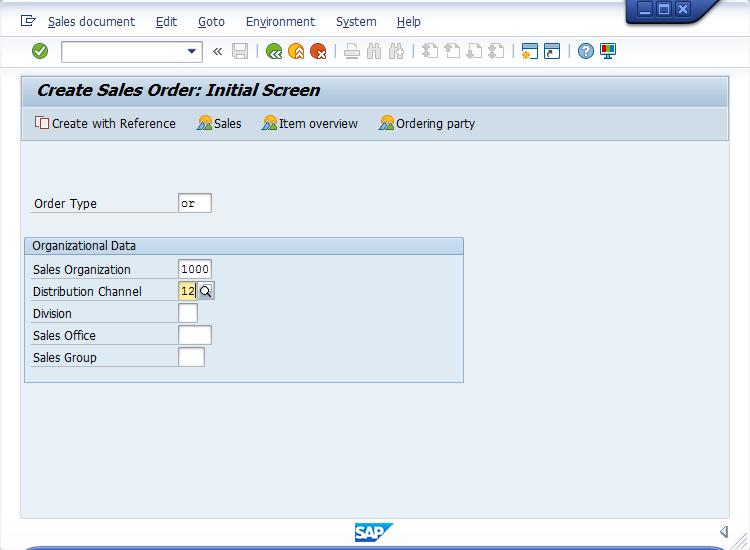 Sales document Edit Goto Environment System Help
Create Sales Order: Initial Screen
Create with Reference Sales Item overview Ordering party
Order Type or
Organizational Data
Sales Organization 1000
Distribution Channel 12
Division
Sales Office
Sales Group
SAP